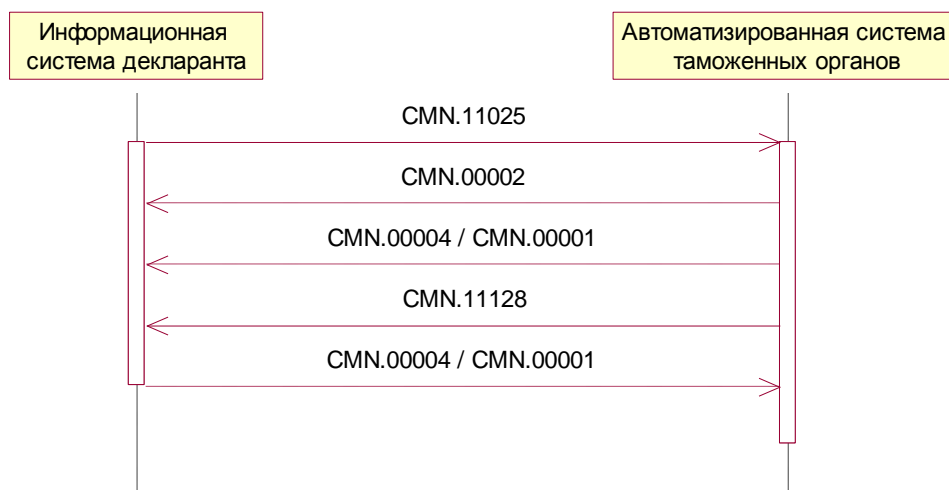 Информационная
система декларанта
Автоматизированная система
таможенных органов
CMN.11025
CMN.00002
CMN.00004 / CMN.00001
CMN.11128
CMN.00004 / CMN.00001